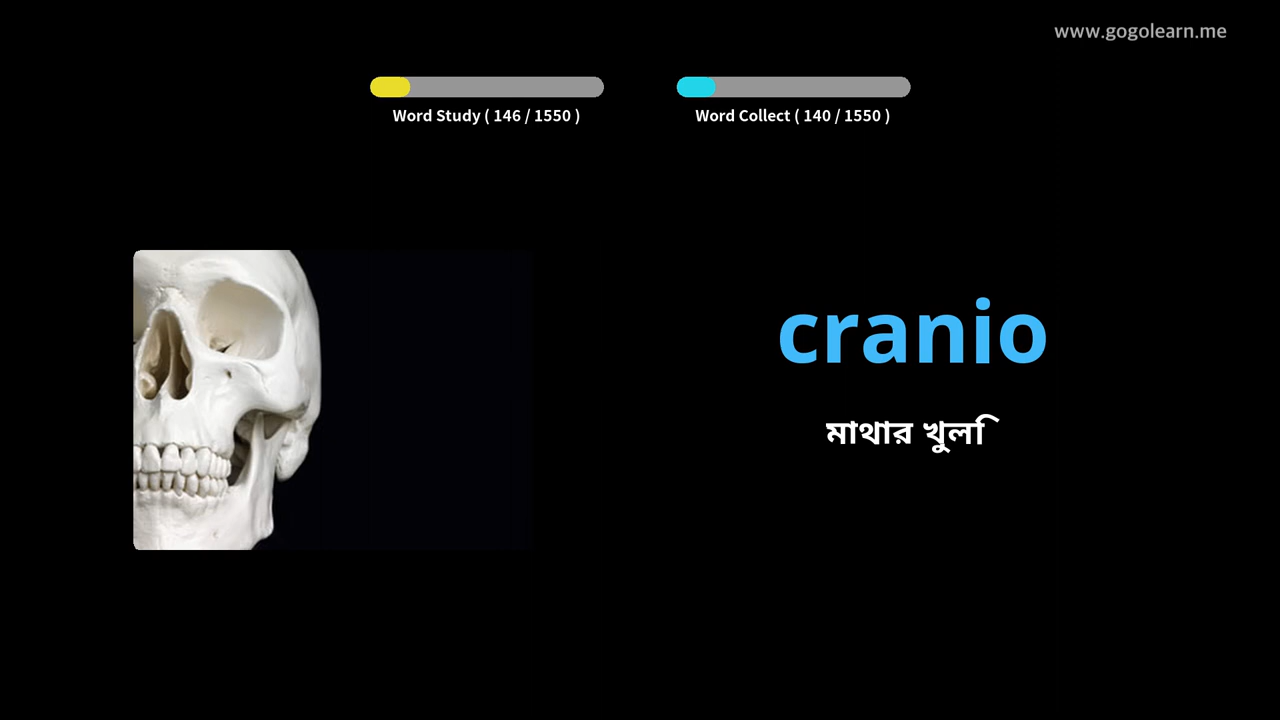 www.gogolearn.me
Word Study ( 146 / 1550 )
Word Collect ( 140 / 1550 )
cranio
মাথার খুলি